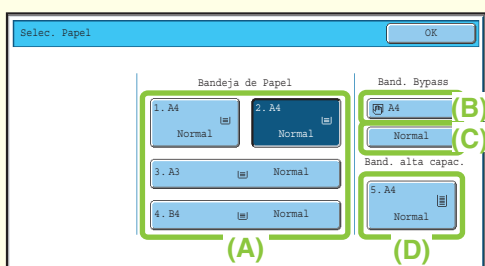 Selec. Papel
OK
Bandeja de Papel
1. A4
Normal
2. A4
Normal
3. A3 Normal
4. B4 Normal
(A)
Band. Bypass
A4
(B)
Normal
(C)
Band. alta capac.
5. A4
Normal
(D)